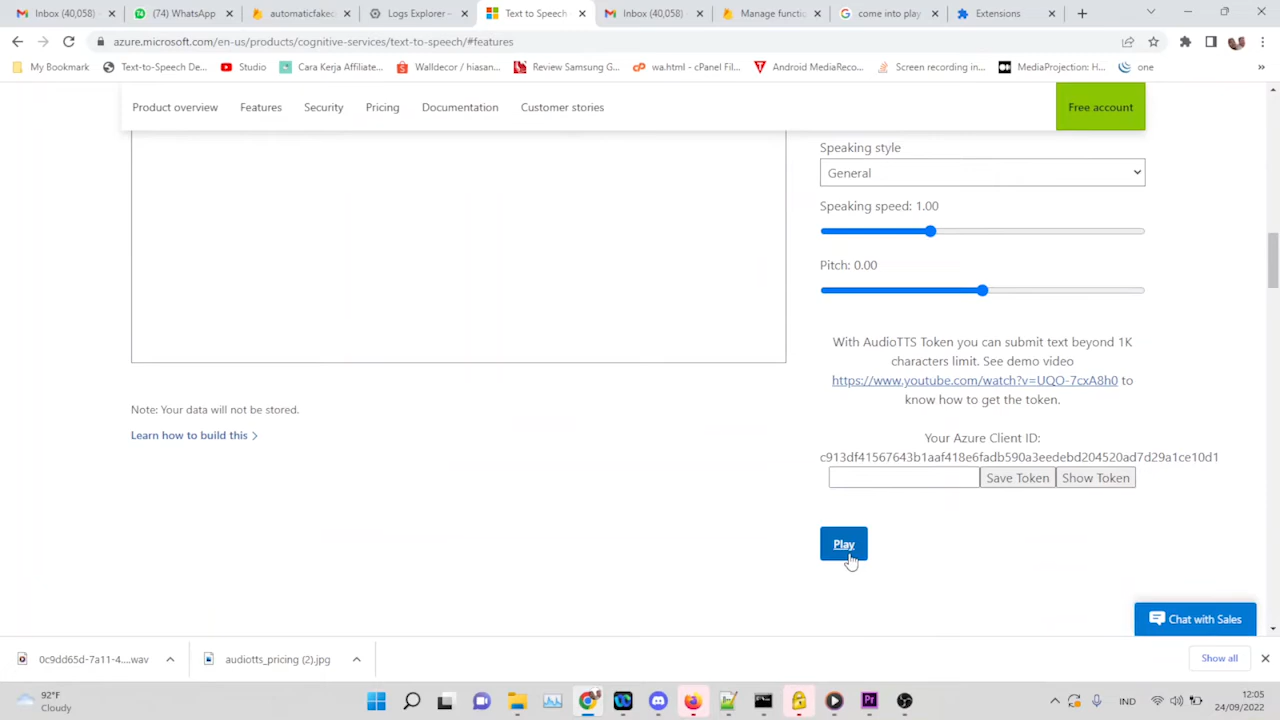 Inbox (40,058)
(74) WhatsApp
automaticfaked
Logs Explorer –
Text to Speech
Inbox (40,058)
Manage functi
come into play
Extensions
azure.microsoft.com/en-us/products/cognitive-services/text-to-speech/#features
My Bookmark
Text-to-Speech De...
Studio
Cara Kerja Affiliate...
Walldecor / hiasan...
Review Samsung G...
wa.html - cPanel Fi...
Android MediaReco...
Screen recording in...
MediaProjection: H...
one
»
Product overview
Features
Security
Pricing
Documentation
Customer stories
Free account
Speaking style
General
Speaking speed: 1.00
Pitch: 0.00
With AudioTTS Token you can submit text beyond 1K
characters limit. See demo video
https://www.youtube.com/watch?v=UQO-7cxA8h0 to
know how to get the token.
Note: Your data will not be stored.
Learn how to build this
Your Azure Client ID:
c913df41567643b1aaf418e6fadb590a3eedebd204520ad7d29a1ce10d1
Save Token
Show Token
Play
Chat with Sales
0c9dd65d-7a11-4....wav
audiotts_pricing (2).jpg
Show all
92°F
Cloudy
IND
12:05
24/09/2022